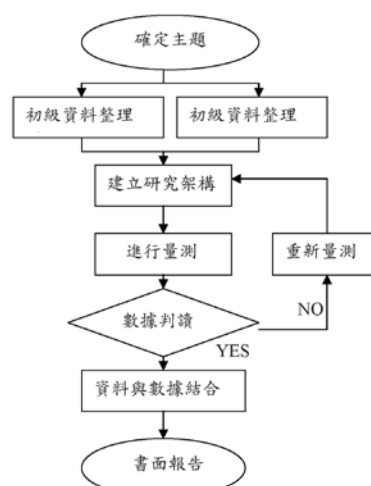 確定主題
初級資料整理
初級資料整理
建立研究架構
進行量測
重新量測
數據判讀
NO
YES
資料與數據結合
書面報告